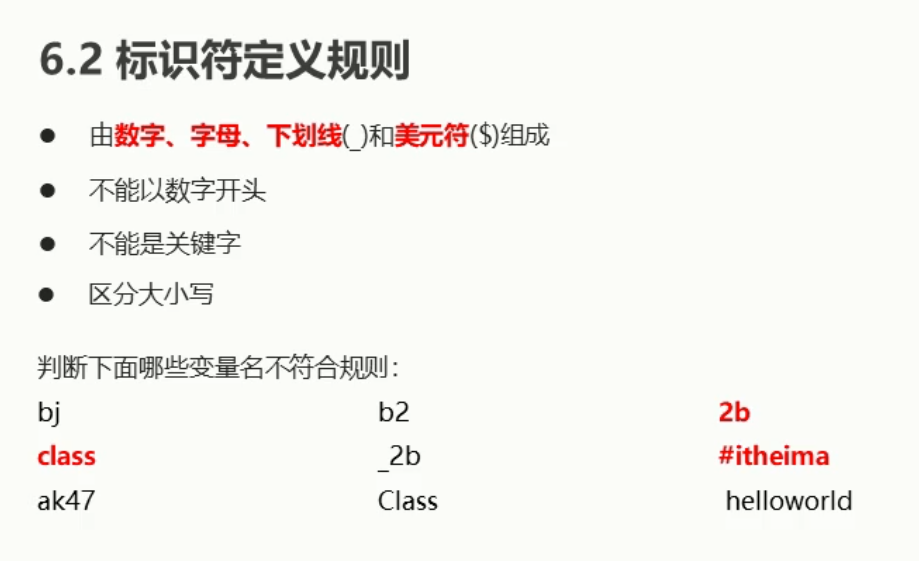 6.2 标识符定义规则
● 由数字、字母、下划线(_)和美元符($)组成
● 不能以数字开头
● 不能是关键字
● 区分大小写
判断下面哪些变量名不符合规则：
bj b2 2b
class _2b #itheima
ak47 Class helloworld